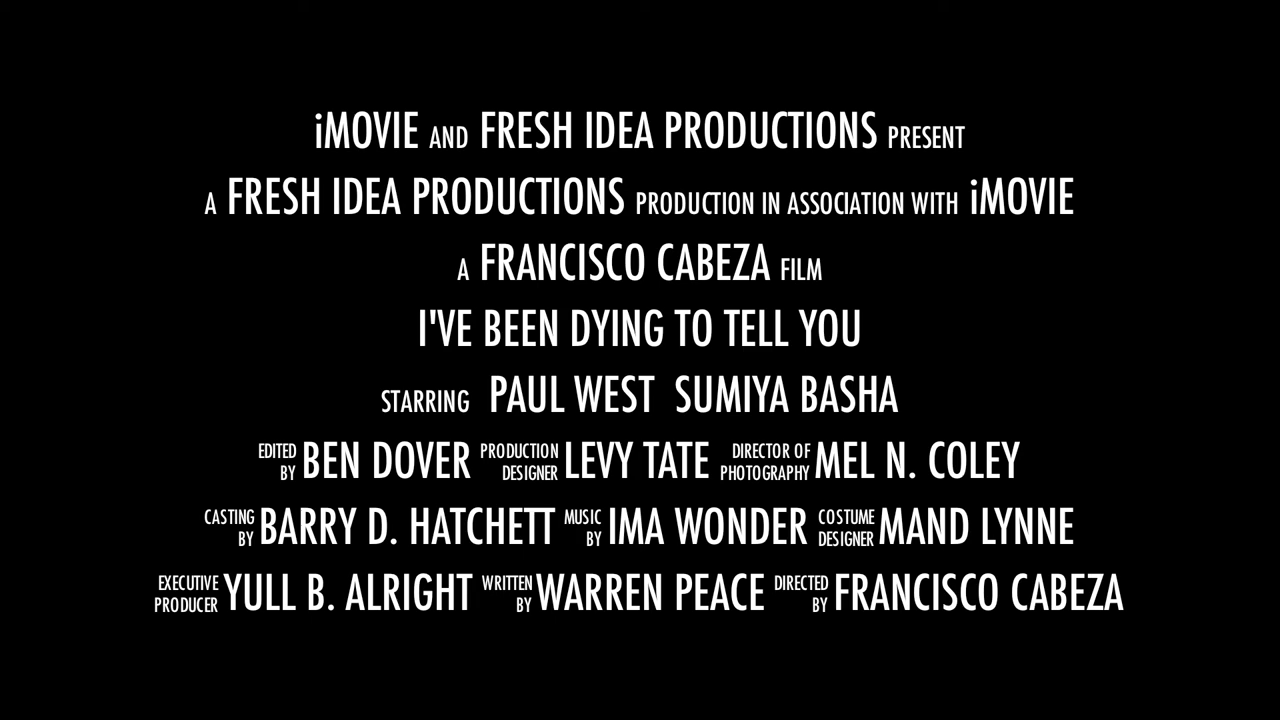 iMOVIE AND FRESH IDEA PRODUCTIONS PRESENT
A FRESH IDEA PRODUCTIONS PRODUCTION IN ASSOCIATION WITH iMOVIE
A FRANCISCO CABEZA FILM
I'VE BEEN DYING TO TELL YOU
STARRING PAUL WEST SUMIYA BASHA
EDITED BY BEN DOVER PRODUCTION DESIGNER LEVY TATE DIRECTOR OF PHOTOGRAPHY MEL N. COLEY
CASTING BY BARRY D. HATCHETT MUSIC BY IMA WONDER COSTUME DESIGNER MAND LYNNE
EXECUTIVE PRODUCER YULL B. ALRIGHT WRITTEN BY WARREN PEACE DIRECTED BY FRANCISCO CABEZA